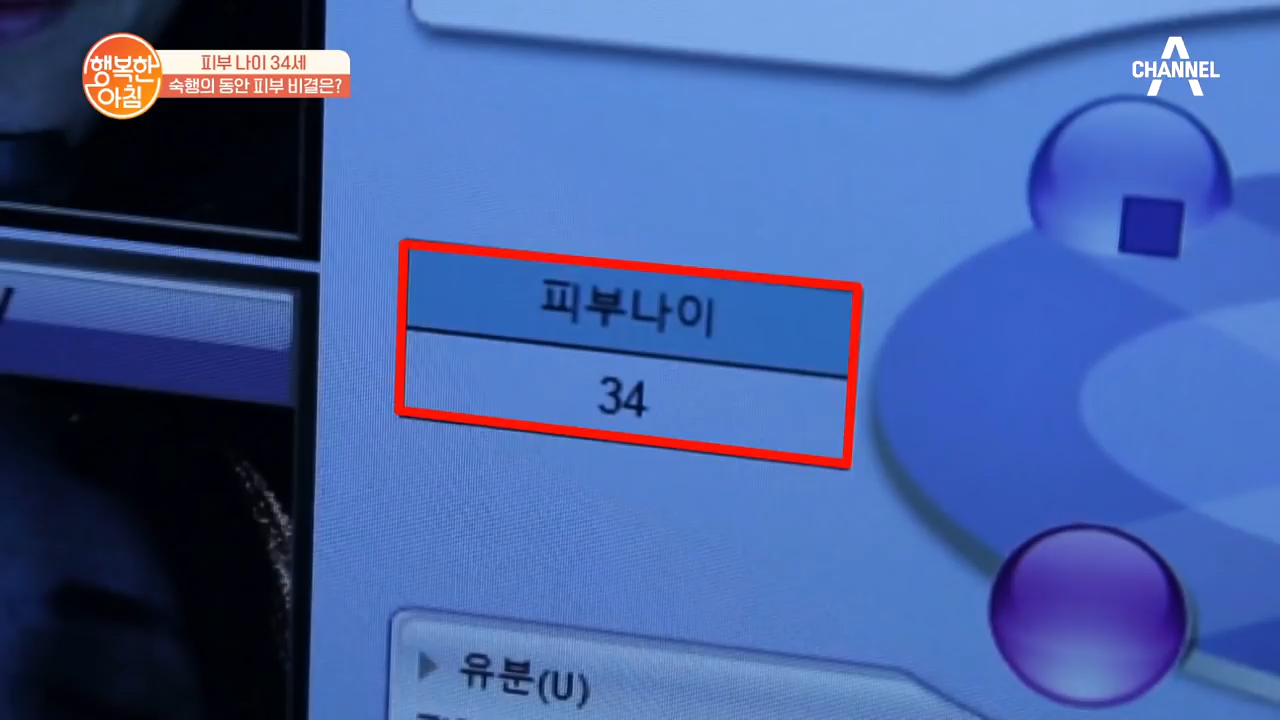 행복한
아침
피부 나이 34세
숙행의 동안 피부 비결은?
CHANNEL
피부나이
34
유분(U)